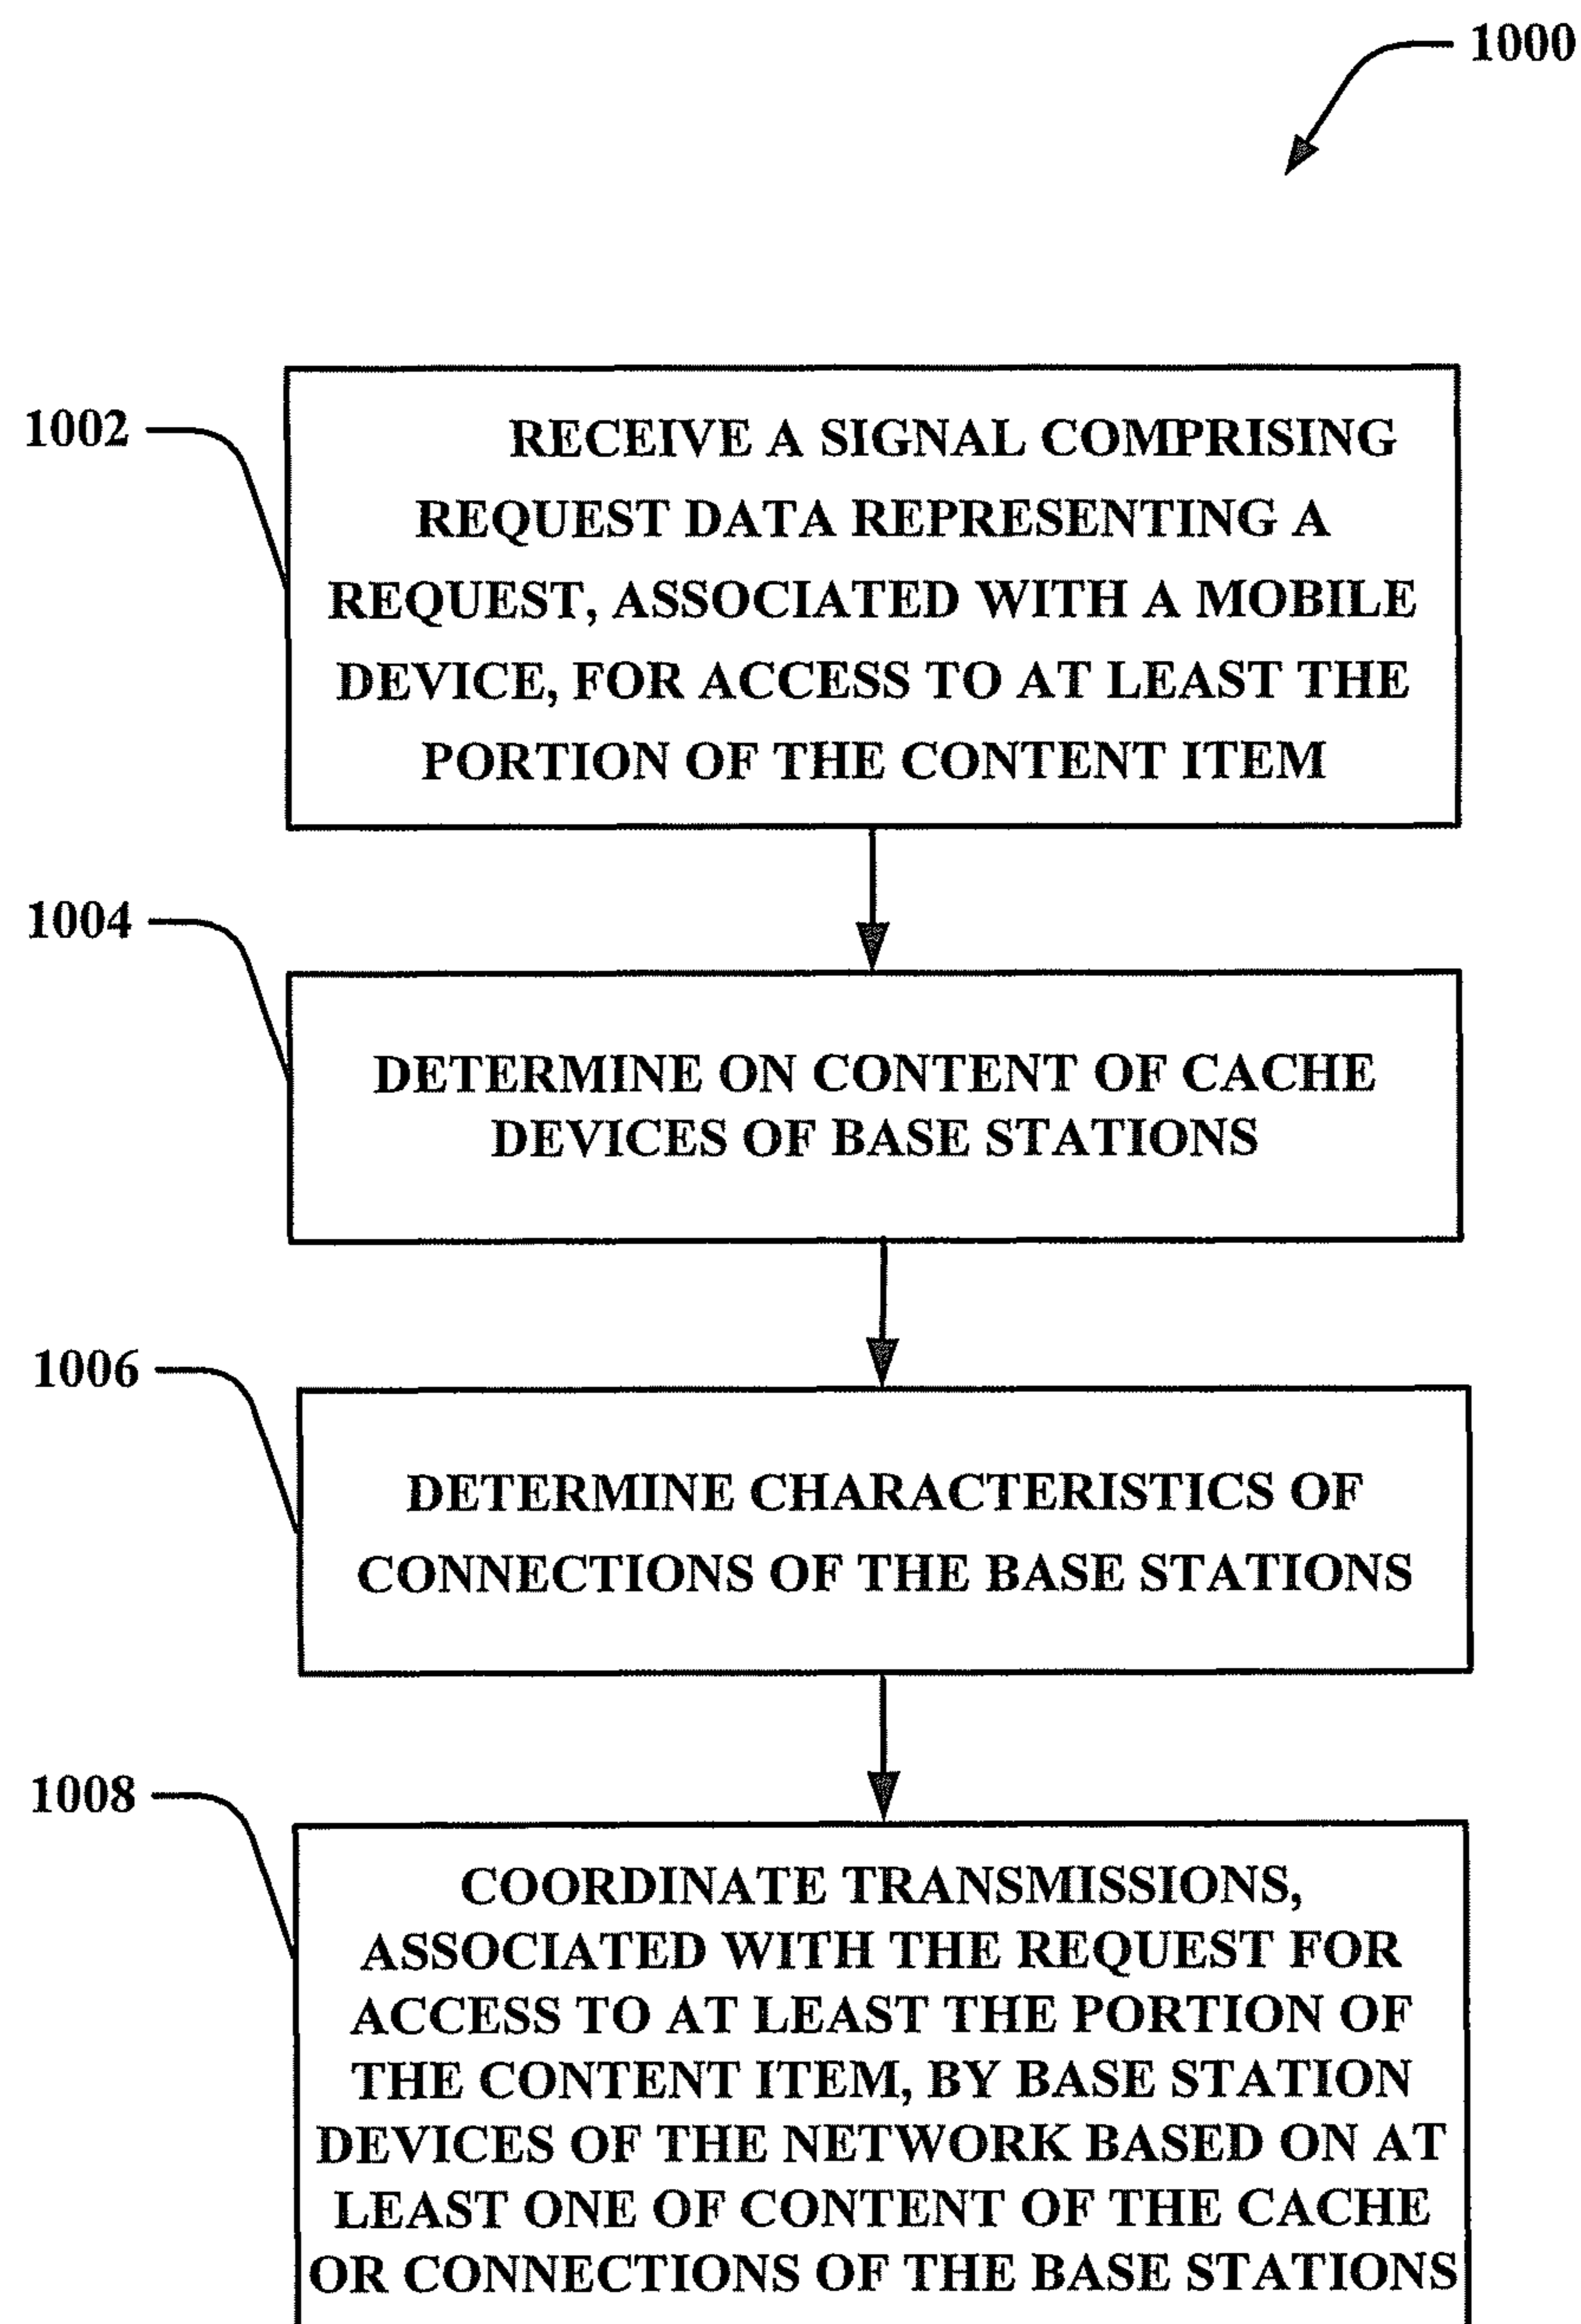 1000
1002
RECEIVE A SIGNAL COMPRISING
REQUEST DATA REPRESENTING A
REQUEST, ASSOCIATED WITH A MOBILE
DEVICE, FOR ACCESS TO AT LEAST THE
PORTION OF THE CONTENT ITEM
1004
DETERMINE ON CONTENT OF CACHE
DEVICES OF BASE STATIONS
1006
DETERMINE CHARACTERISTICS OF
CONNECTIONS OF THE BASE STATIONS
1008
COORDINATE TRANSMISSIONS,
ASSOCIATED WITH THE REQUEST FOR
ACCESS TO AT LEAST THE PORTION OF
THE CONTENT ITEM, BY BASE STATION
DEVICES OF THE NETWORK BASED ON AT
LEAST ONE OF CONTENT OF THE CACHE
OR CONNECTIONS OF THE BASE STATIONS